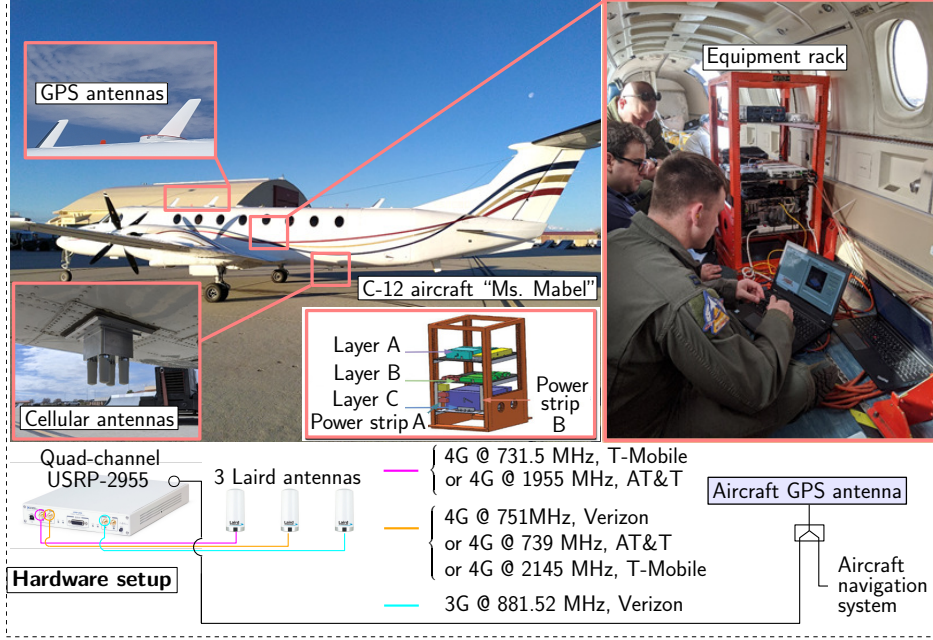 GPS antennas
Equipment rack
C-12 aircraft “Ms. Mabel”
Cellular antennas
Layer A
Layer B
Layer C
Power strip A
Power
strip
B
Quad-channel
USRP-2955
3 Laird antennas
Laird
Laird
Laird
4G @ 731.5 MHz, T-Mobile
or 4G @ 1955 MHz, AT&T
4G @ 751MHz, Verizon
or 4G @ 739 MHz, AT&T
or 4G @ 2145 MHz, T-Mobile
3G @ 881.52 MHz, Verizon
Aircraft GPS antenna
Aircraft
navigation
system
Hardware setup